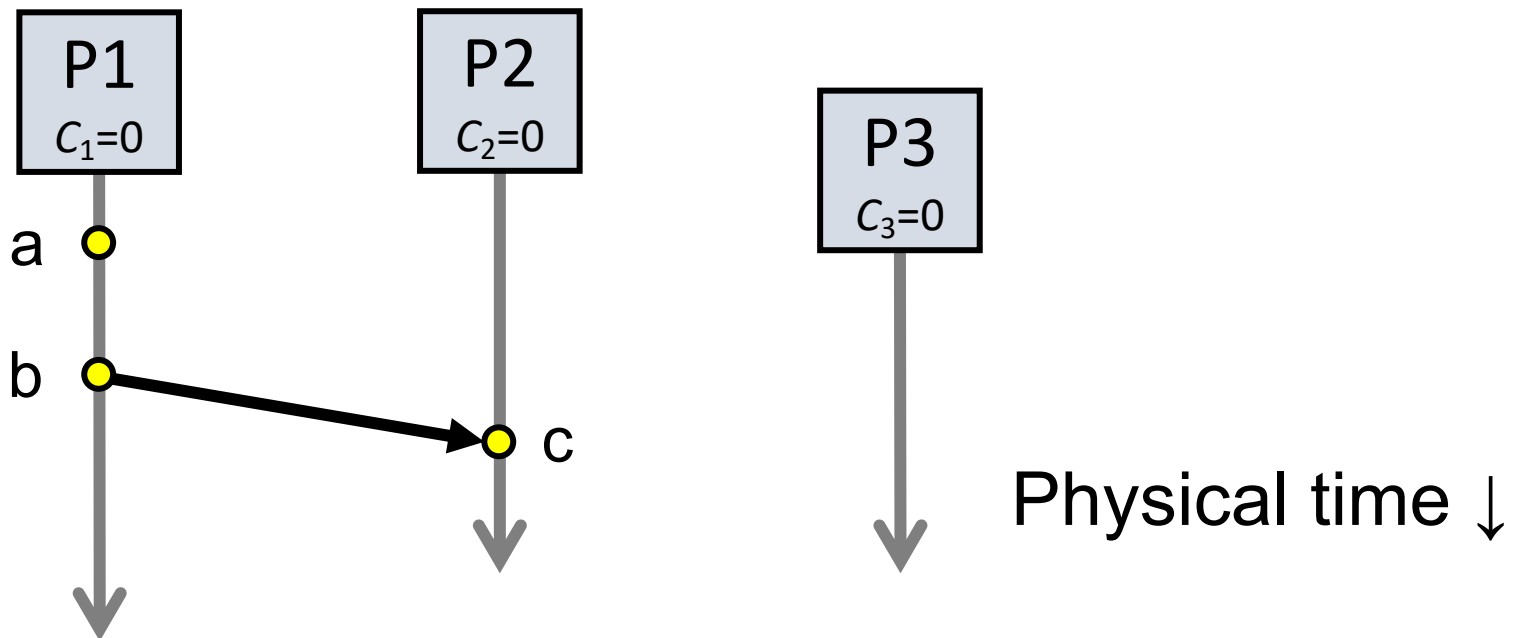 P1
C₁=0
P2
C₂=0
P3
C₃=0
a
b
c
Physical time ↓